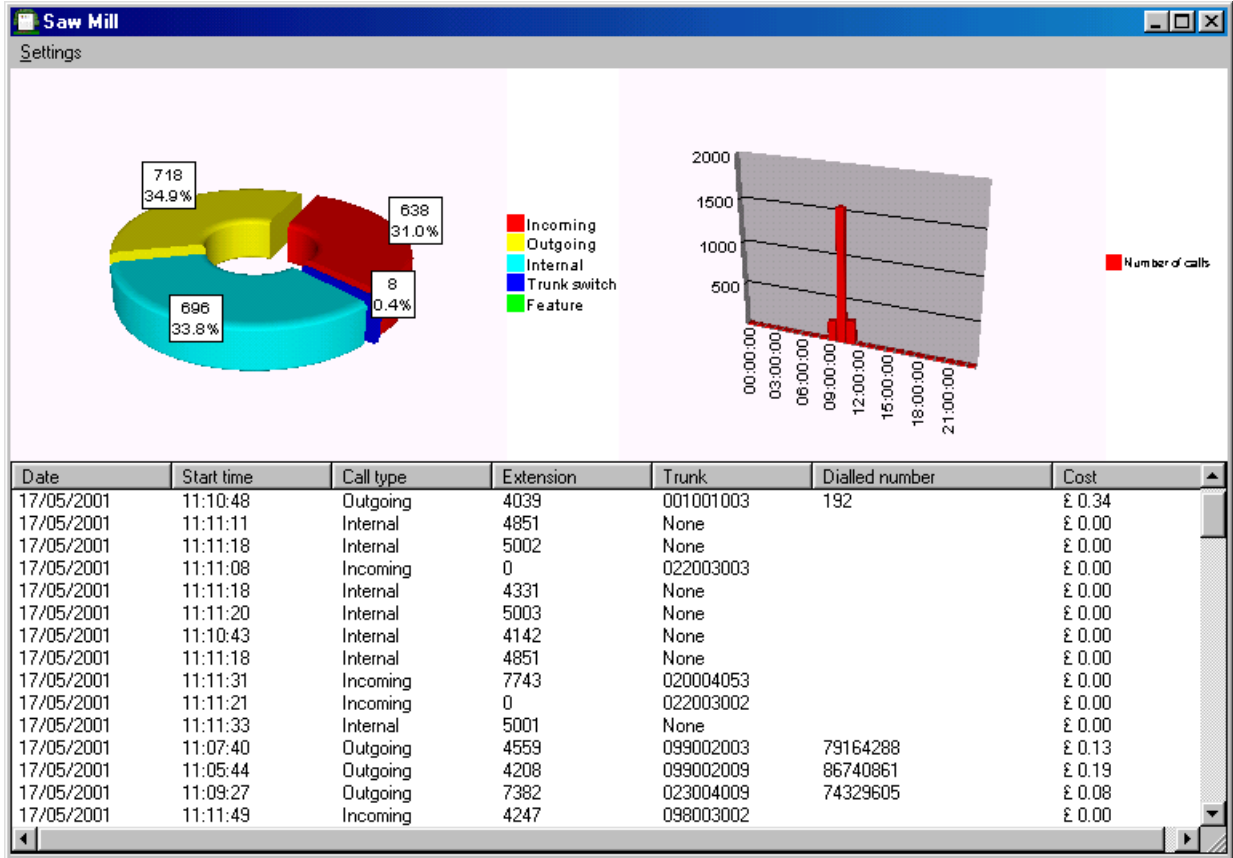 Saw Mill
Settings
718
34.9%
638
31.0%
8
0.4%
696
33.8%
Incoming
Outgoing
Internal
Trunk switch
Feature
2000
1500
1000
500
00:00:00
03:00:00
06:00:00
09:00:00
12:00:00
15:00:00
18:00:00
21:00:00
Number of calls
Date Start time Call type Extension Trunk Dialled number Cost
17/05/2001 11:10:48 Outgoing 4039 001001003 192 £ 0.34
17/05/2001 11:11:11 Internal 4851 None £ 0.00
17/05/2001 11:11:18 Internal 5002 None £ 0.00
17/05/2001 11:11:08 Incoming 0 022003003 £ 0.00
17/05/2001 11:11:18 Internal 4331 None £ 0.00
17/05/2001 11:11:20 Internal 5003 None £ 0.00
17/05/2001 11:10:43 Internal 4142 None £ 0.00
17/05/2001 11:11:18 Internal 4851 None £ 0.00
17/05/2001 11:11:31 Incoming 7743 020004053 £ 0.00
17/05/2001 11:11:21 Incoming 0 022003002 £ 0.00
17/05/2001 11:11:33 Internal 5001 None £ 0.00
17/05/2001 11:07:40 Outgoing 4559 099002003 79164288 £ 0.13
17/05/2001 11:05:44 Outgoing 4208 099002009 86740861 £ 0.19
17/05/2001 11:09:27 Outgoing 7382 023004009 74329605 £ 0.08
17/05/2001 11:11:49 Incoming 4247 098003002 £ 0.00